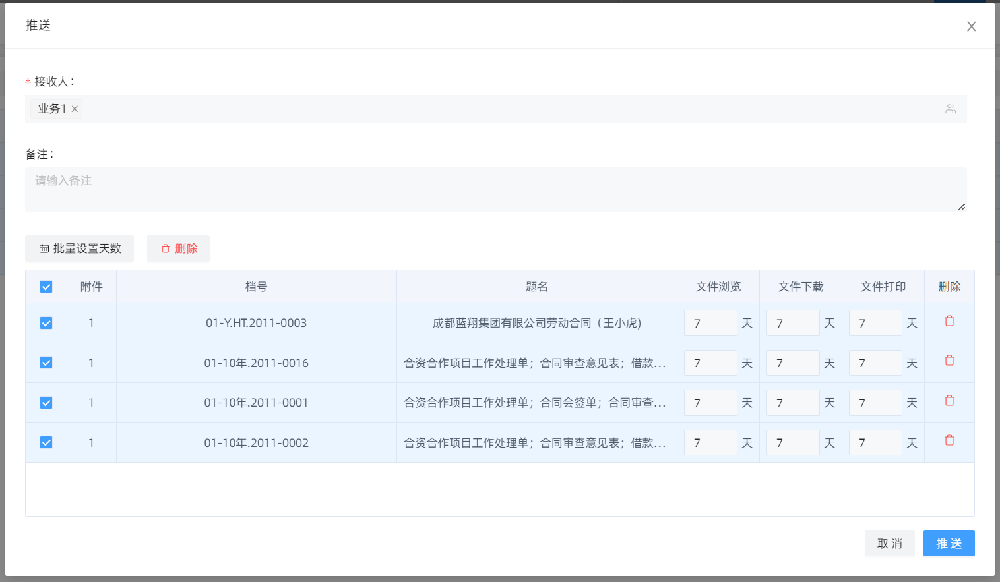 推送
* 接收人：
业务1
备注：
请输入备注
批量设置天数 删除
附件 档号 题名 文件浏览 文件下载 文件打印 删除
1 01-Y.HT.2011-0003 成都蓝翔集团有限公司劳动合同（王小虎) 7 天 7 天 7 天
1 01-10年.2011-0016 合资合作项目工作处理单；合同审查意见表；借款... 7 天 7 天 7 天
1 01-10年.2011-0001 合资合作项目工作处理单；合同会签单；合同审查... 7 天 7 天 7 天
1 01-10年.2011-0002 合资合作项目工作处理单；合同审查意见表；借款... 7 天 7 天 7 天
取消 推送